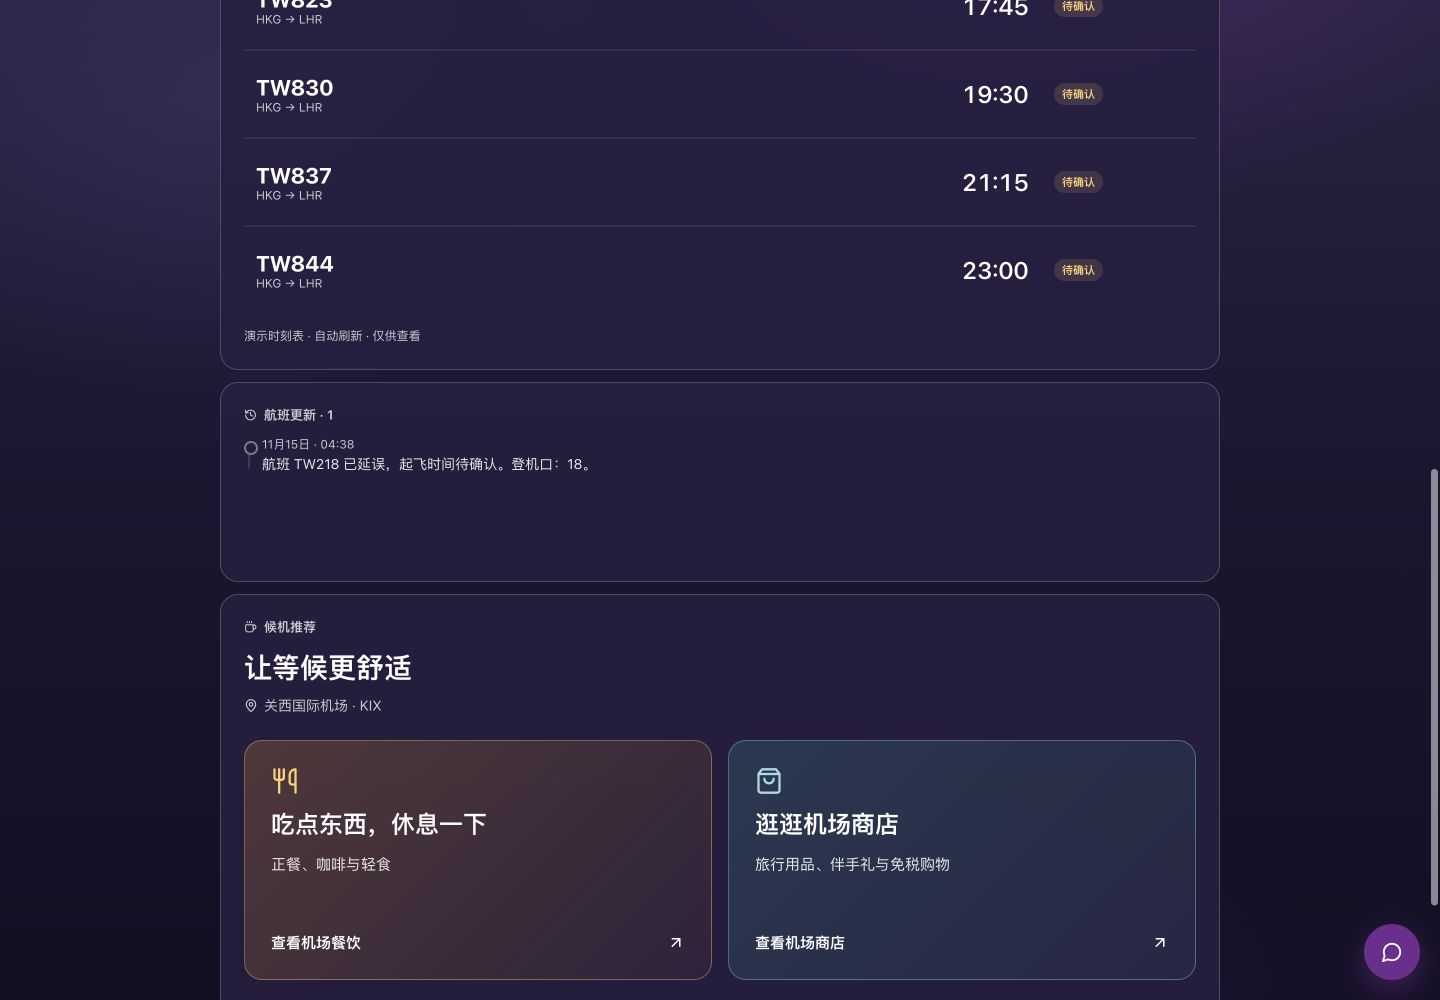 TW823
HKG → LHR
17:45
待确认
TW830
HKG → LHR
19:30
待确认
TW837
HKG → LHR
21:15
待确认
TW844
HKG → LHR
23:00
待确认
演示时刻表 · 自动刷新 · 仅供查看
航班更新 · 1
11月15日 · 04:38
航班 TW218 已延误，起飞时间待确认。登机口：18。
候机推荐
让等候更舒适
关西国际机场 · KIX
吃点东西，休息一下
正餐、咖啡与轻食
查看机场餐饮
逛逛机场商店
旅行用品、伴手礼与免税购物
查看机场商店